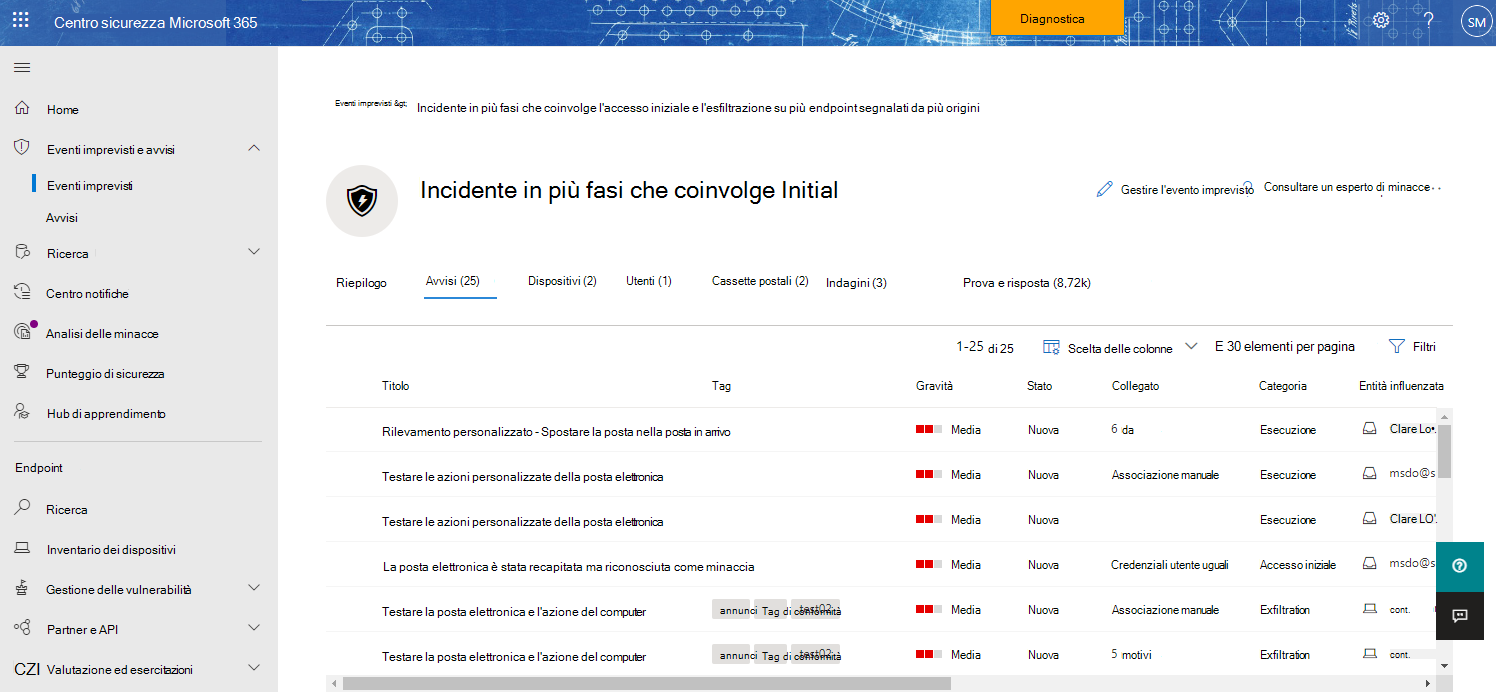 Centro sicurezza Microsoft 365
Diagnostica
?
SM
Home
Eventi imprevisti e avvisi
Eventi imprevisti
Avvisi
Ricerca
Centro notifiche
Analisi delle minacce
Punteggio di sicurezza
Hub di apprendimento
Endpoint
Ricerca
Inventario dei dispositivi
Gestione delle vulnerabilità
Partner e API
CZI Valutazione ed esercitazioni
Eventi imprevisti &gt; Incidente in più fasi che coinvolge l'accesso iniziale e l'esfiltrazione su più endpoint segnalati da più origini
Incidente in più fasi che coinvolge Initial
Gestire l'evento imprevisto
Consultare un esperto di minacce
Riepilogo Avvisi (25) Dispositivi (2) Utenti (1) Cassette postali (2) Indagini (3) Prova e risposta (8,72k)
1-25 di 25 Scelta delle colonne E 30 elementi per pagina Filtri
Titolo Tag Gravità Stato Collegato Categoria Entità influenzata
Rilevamento personalizzato - Spostare la posta nella posta in arrivo Media Nuova 6 da Esecuzione Clare Lo•.
Testare le azioni personalizzate della posta elettronica Media Nuova Associazione manuale Esecuzione msdo@s
Testare le azioni personalizzate della posta elettronica Media Nuova Esecuzione Clare LO'.
La posta elettronica è stata recapitata ma riconosciuta come minaccia Media Nuova Credenziali utente uguali Accesso iniziale msdo@s
Testare la posta elettronica e l'azione del computer annunci Tag di conformità test02: Media Nuova Associazione manuale Exfiltration cont.
Testare la posta elettronica e l'azione del computer annunci Tag di conformità test02: Media Nuova 5 motivi Exfiltration cont.